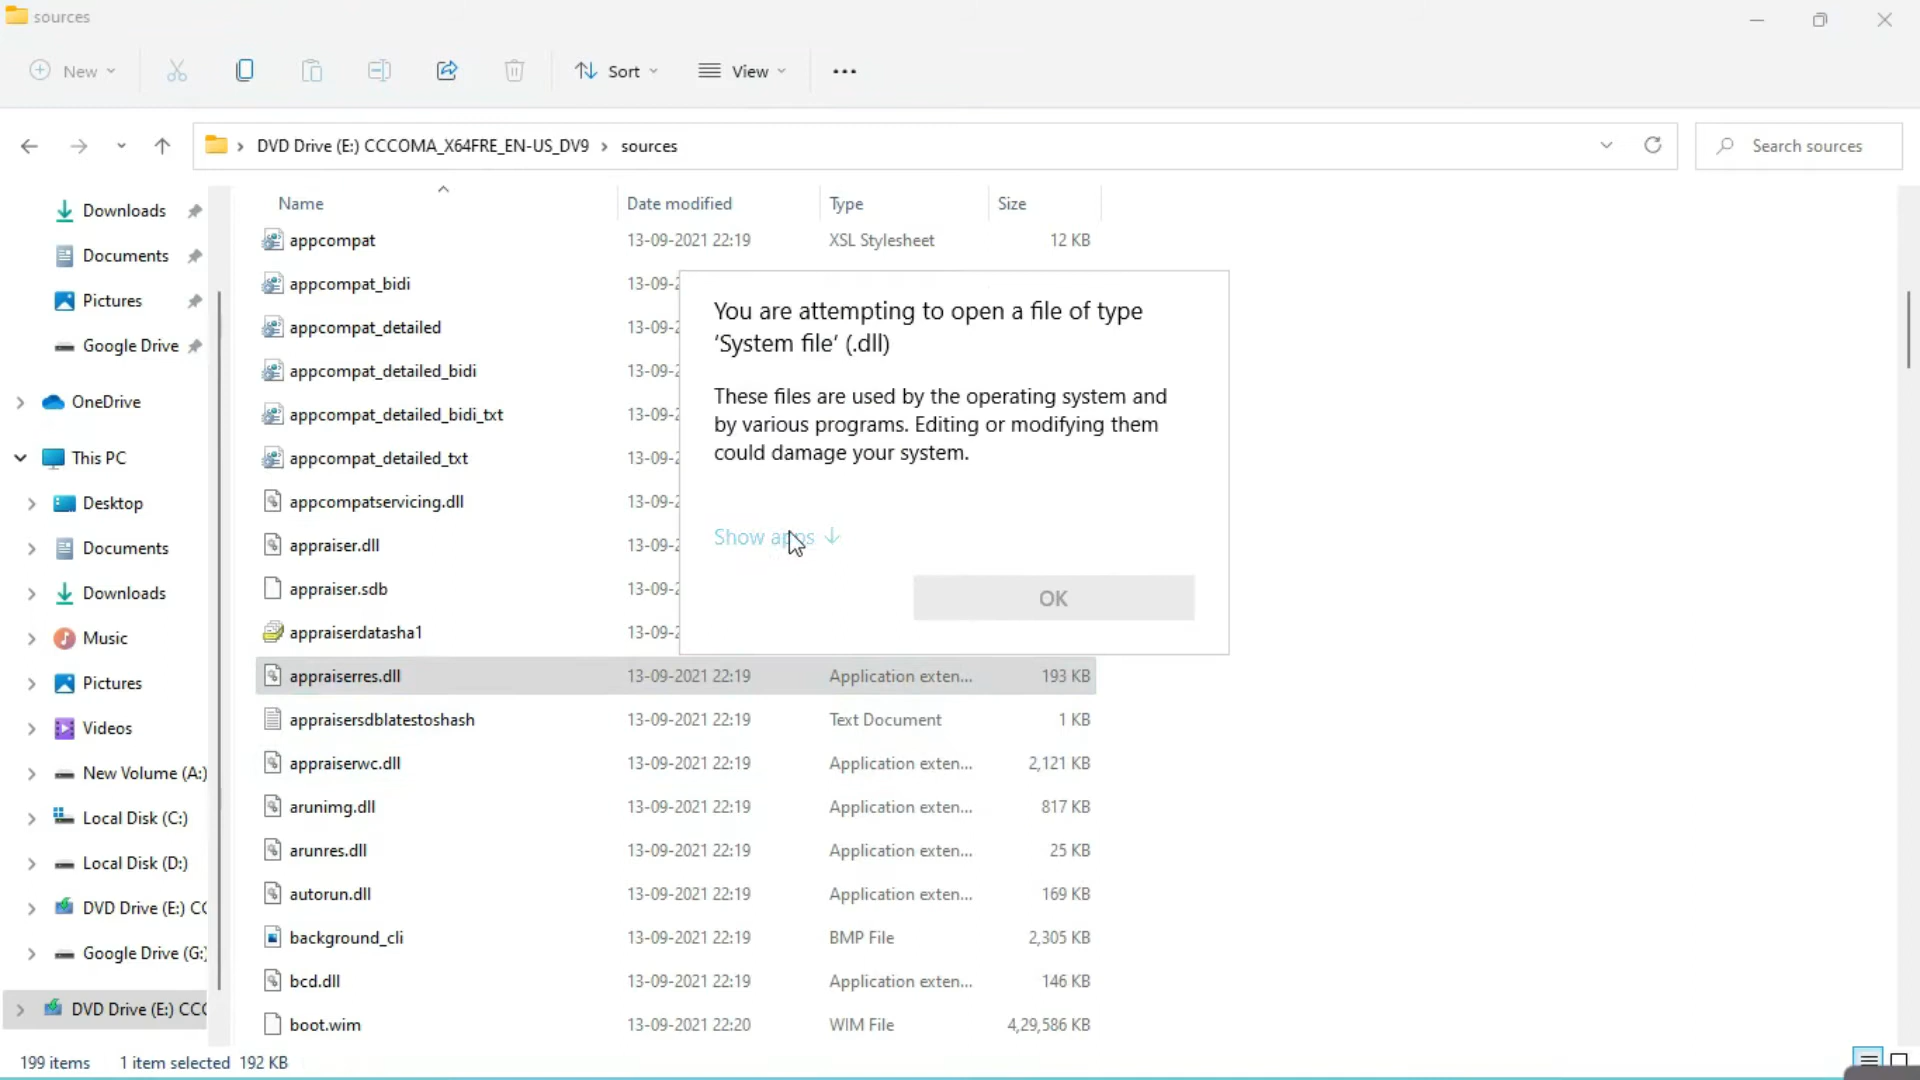 sources
New
Sort
View
DVD Drive (E:) CCCOMA_X64FRE_EN-US_DV9 > sources
Search sources
Downloads
Documents
Pictures
Google Drive
OneDrive
This PC
Desktop
Documents
Downloads
Music
Pictures
Videos
New Volume (A:)
Local Disk (C:)
Local Disk (D:)
DVD Drive (E:) CC
Google Drive (G:)
DVD Drive (E:) CCC
Name Date modified Type Size
appcompat 13-09-2021 22:19 XSL Stylesheet 12 KB
appcompat_bidi 13-09-2
appcompat_detailed 13-09-2
appcompat_detailed_bidi 13-09-2
appcompat_detailed_bidi_txt 13-09-2
appcompat_detailed_txt 13-09-2
appcompatservicing.dll 13-09-2
appraiser.dll 13-09-2
appraiser.sdb 13-09-2
appraiserdatasha1 13-09-2
appraiserres.dll 13-09-2021 22:19 Application exten... 193 KB
appraisersdblatestoshash 13-09-2021 22:19 Text Document 1 KB
appraiserwc.dll 13-09-2021 22:19 Application exten... 2,121 KB
arunimg.dll 13-09-2021 22:19 Application exten... 817 KB
arunres.dll 13-09-2021 22:19 Application exten... 25 KB
autorun.dll 13-09-2021 22:19 Application exten... 169 KB
background_cli 13-09-2021 22:19 BMP File 2,305 KB
bcd.dll 13-09-2021 22:19 Application exten... 146 KB
boot.wim 13-09-2021 22:20 WIM File 4,29,586 KB
You are attempting to open a file of type
'System file' (.dll)
These files are used by the operating system and
by various programs. Editing or modifying them
could damage your system.
Show apps
OK
199 items 1 item selected 192 KB